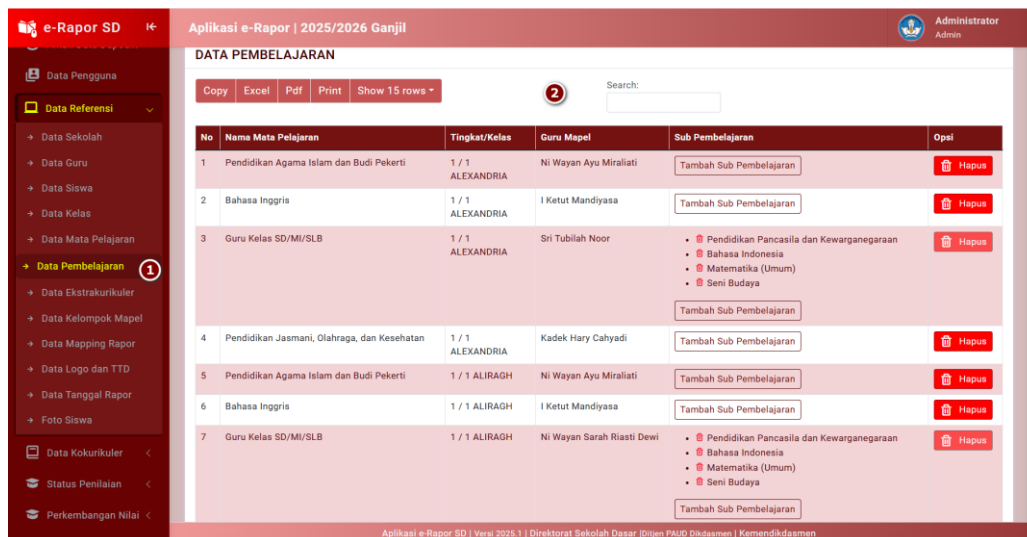 e-Rapor SD
Aplikasi e-Rapor | 2025/2026 Ganjil
Administrator
Admin
Data Pengguna
Data Referensi
Data Sekolah
Data Guru
Data Siswa
Data Kelas
Data Mata Pelajaran
Data Pembelajaran
1
Data Ekstrakurikuler
Data Kelompok Mapel
Data Mapping Rapor
Data Logo dan TTD
Data Tanggal Rapor
Foto Siswa
Data Kokurikuler
Status Penilaian
Perkembangan Nilai
DATA PEMBELAJARAN
Copy Excel Pdf Print Show 15 rows
2
Search:
No Nama Mata Pelajaran Tingkat/Kelas Guru Mapel Sub Pembelajaran Opsi
1 Pendidikan Agama Islam dan Budi Pekerti 1 / 1 Ni Wayan Ayu Miraliati Tambah Sub Pembelajaran Hapus
ALEXANDRIA
2 Bahasa Inggris 1 / 1 I Ketut Mandiyasa Tambah Sub Pembelajaran Hapus
ALEXANDRIA
3 Guru Kelas SD/MI/SLB 1 / 1 Sri Tubilah Noor Pendidikan Pancasila dan Kewarganegaraan Hapus
ALEXANDRIA Bahasa Indonesia
Matematika (Umum)
Seni Budaya
Tambah Sub Pembelajaran
4 Pendidikan Jasmani, Olahraga, dan Kesehatan 1 / 1 Kadek Hary Cahyadi Tambah Sub Pembelajaran Hapus
ALEXANDRIA
5 Pendidikan Agama Islam dan Budi Pekerti 1 / 1 ALIRAGH Ni Wayan Ayu Miraliati Tambah Sub Pembelajaran Hapus
6 Bahasa Inggris 1 / 1 ALIRAGH I Ketut Mandiyasa Tambah Sub Pembelajaran Hapus
7 Guru Kelas SD/MI/SLB 1 / 1 ALIRAGH Ni Wayan Sarah Riasti Dewi Pendidikan Pancasila dan Kewarganegaraan Hapus
Bahasa Indonesia
Matematika (Umum)
Seni Budaya
Tambah Sub Pembelajaran
Aplikasi e-Rapor SD | Versi 2025.1 | Direktorat Sekolah Dasar |Ditjen PAUD Dikdasmen | Kemendikdasmen